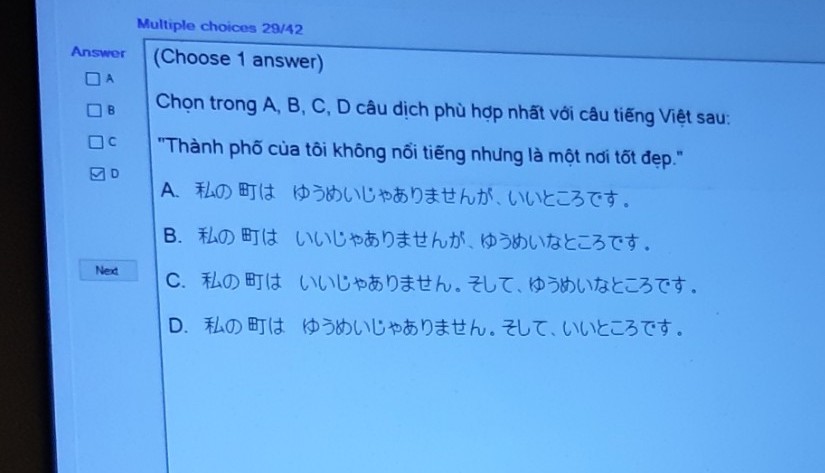 Multiple choices 29/42
Answer
A
B
C
D
Next
(Choose 1 answer)
Chọn trong A, B, C, D câu dịch phù hợp nhất với câu tiếng Việt sau:
"Thành phố của tôi không nổi tiếng nhưng là một nơi tốt đẹp."
A. 私の 町は ゆうめいじゃありませんが、いいところです。
B. 私の 町は いいじゃありませんが、ゆうめいなところです。
C. 私の 町は いいじゃありません。そして、ゆうめいなところです。
D. 私の 町は ゆうめいじゃありません。そして、いいところです。